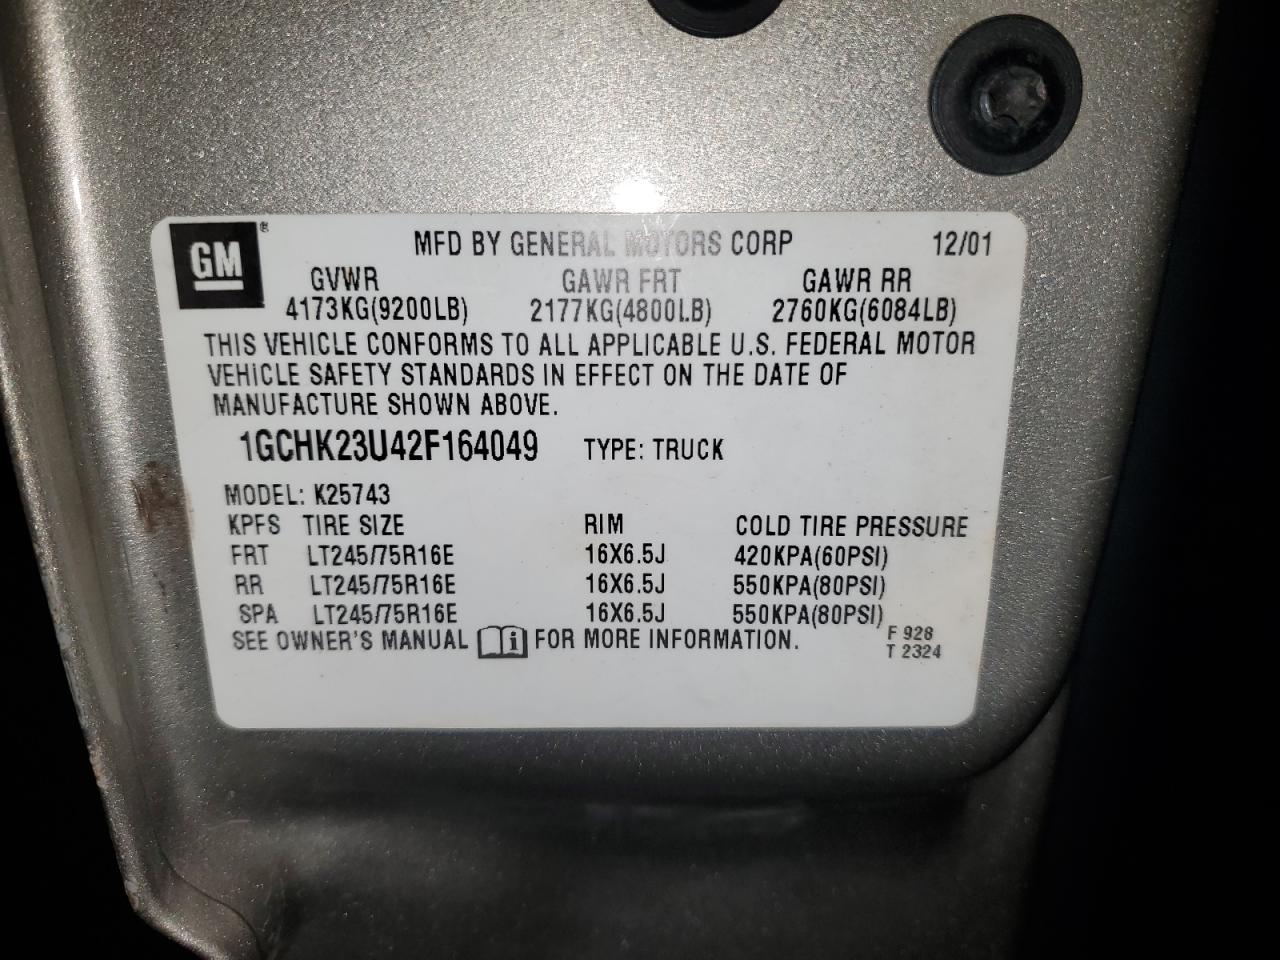 GM®
MFD BY GENERAL MOTORS CORP 12/01
GVWR GAWR FRT GAWR RR
4173KG(9200LB) 2177KG(4800LB) 2760KG(6084LB)
THIS VEHICLE CONFORMS TO ALL APPLICABLE U.S. FEDERAL MOTOR
VEHICLE SAFETY STANDARDS IN EFFECT ON THE DATE OF
MANUFACTURE SHOWN ABOVE.
1GCHK23U42F164049 TYPE: TRUCK
MODEL: K25743
KPFS TIRE SIZE RIM COLD TIRE PRESSURE
FRT LT245/75R16E 16X6.5J 420KPA(60PSI)
RR LT245/75R16E 16X6.5J 550KPA(80PSI)
SPA LT245/75R16E 16X6.5J 550KPA(80PSI)
SEE OWNER'S MANUAL i FOR MORE INFORMATION.
F 928
T 2324